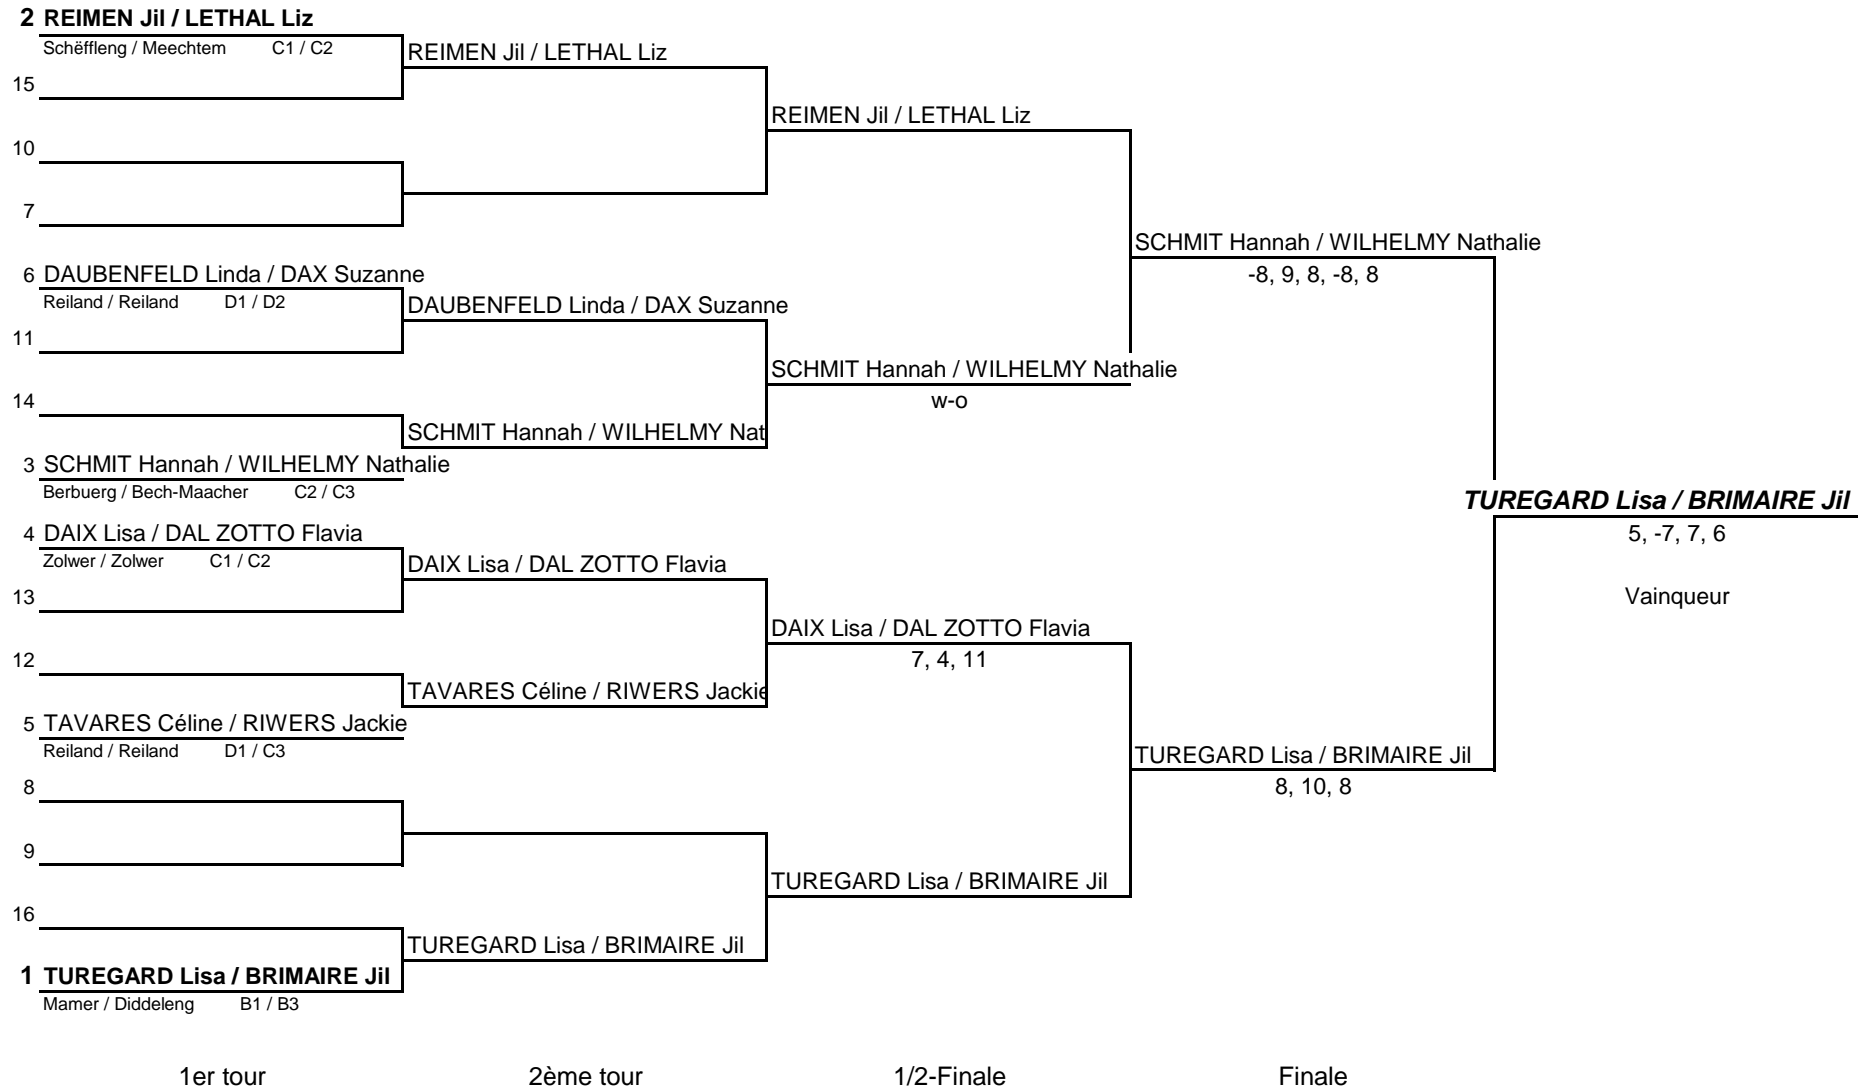 2 REIMEN Jil / LETHAL Liz
Schëffleng / Meechtem C1 / C2
REIMEN Jil / LETHAL Liz
15
REIMEN Jil / LETHAL Liz
10
7
SCHMIT Hannah / WILHELMY Nathalie
-8, 9, 8, -8, 8
6 DAUBENFELD Linda / DAX Suzanne
Reiland / Reiland D1 / D2
DAUBENFELD Linda / DAX Suzanne
11
SCHMIT Hannah / WILHELMY Nathalie
w-o
14
SCHMIT Hannah / WILHELMY Nat
3 SCHMIT Hannah / WILHELMY Nathalie
Berbuerg / Bech-Maacher C2 / C3
TUREGARD Lisa / BRIMAIRE Jil
5, -7, 7, 6
Vainqueur
4 DAIX Lisa / DAL ZOTTO Flavia
Zolwer / Zolwer C1 / C2
DAIX Lisa / DAL ZOTTO Flavia
13
DAIX Lisa / DAL ZOTTO Flavia
7, 4, 11
12
TAVARES Céline / RIWERS Jackie
5 TAVARES Céline / RIWERS Jackie
Reiland / Reiland D1 / C3
TUREGARD Lisa / BRIMAIRE Jil
8, 10, 8
8
9
TUREGARD Lisa / BRIMAIRE Jil
16
TUREGARD Lisa / BRIMAIRE Jil
1 TUREGARD Lisa / BRIMAIRE Jil
Mamer / Diddeleng B1 / B3
1er tour 2ème tour 1/2-Finale Finale